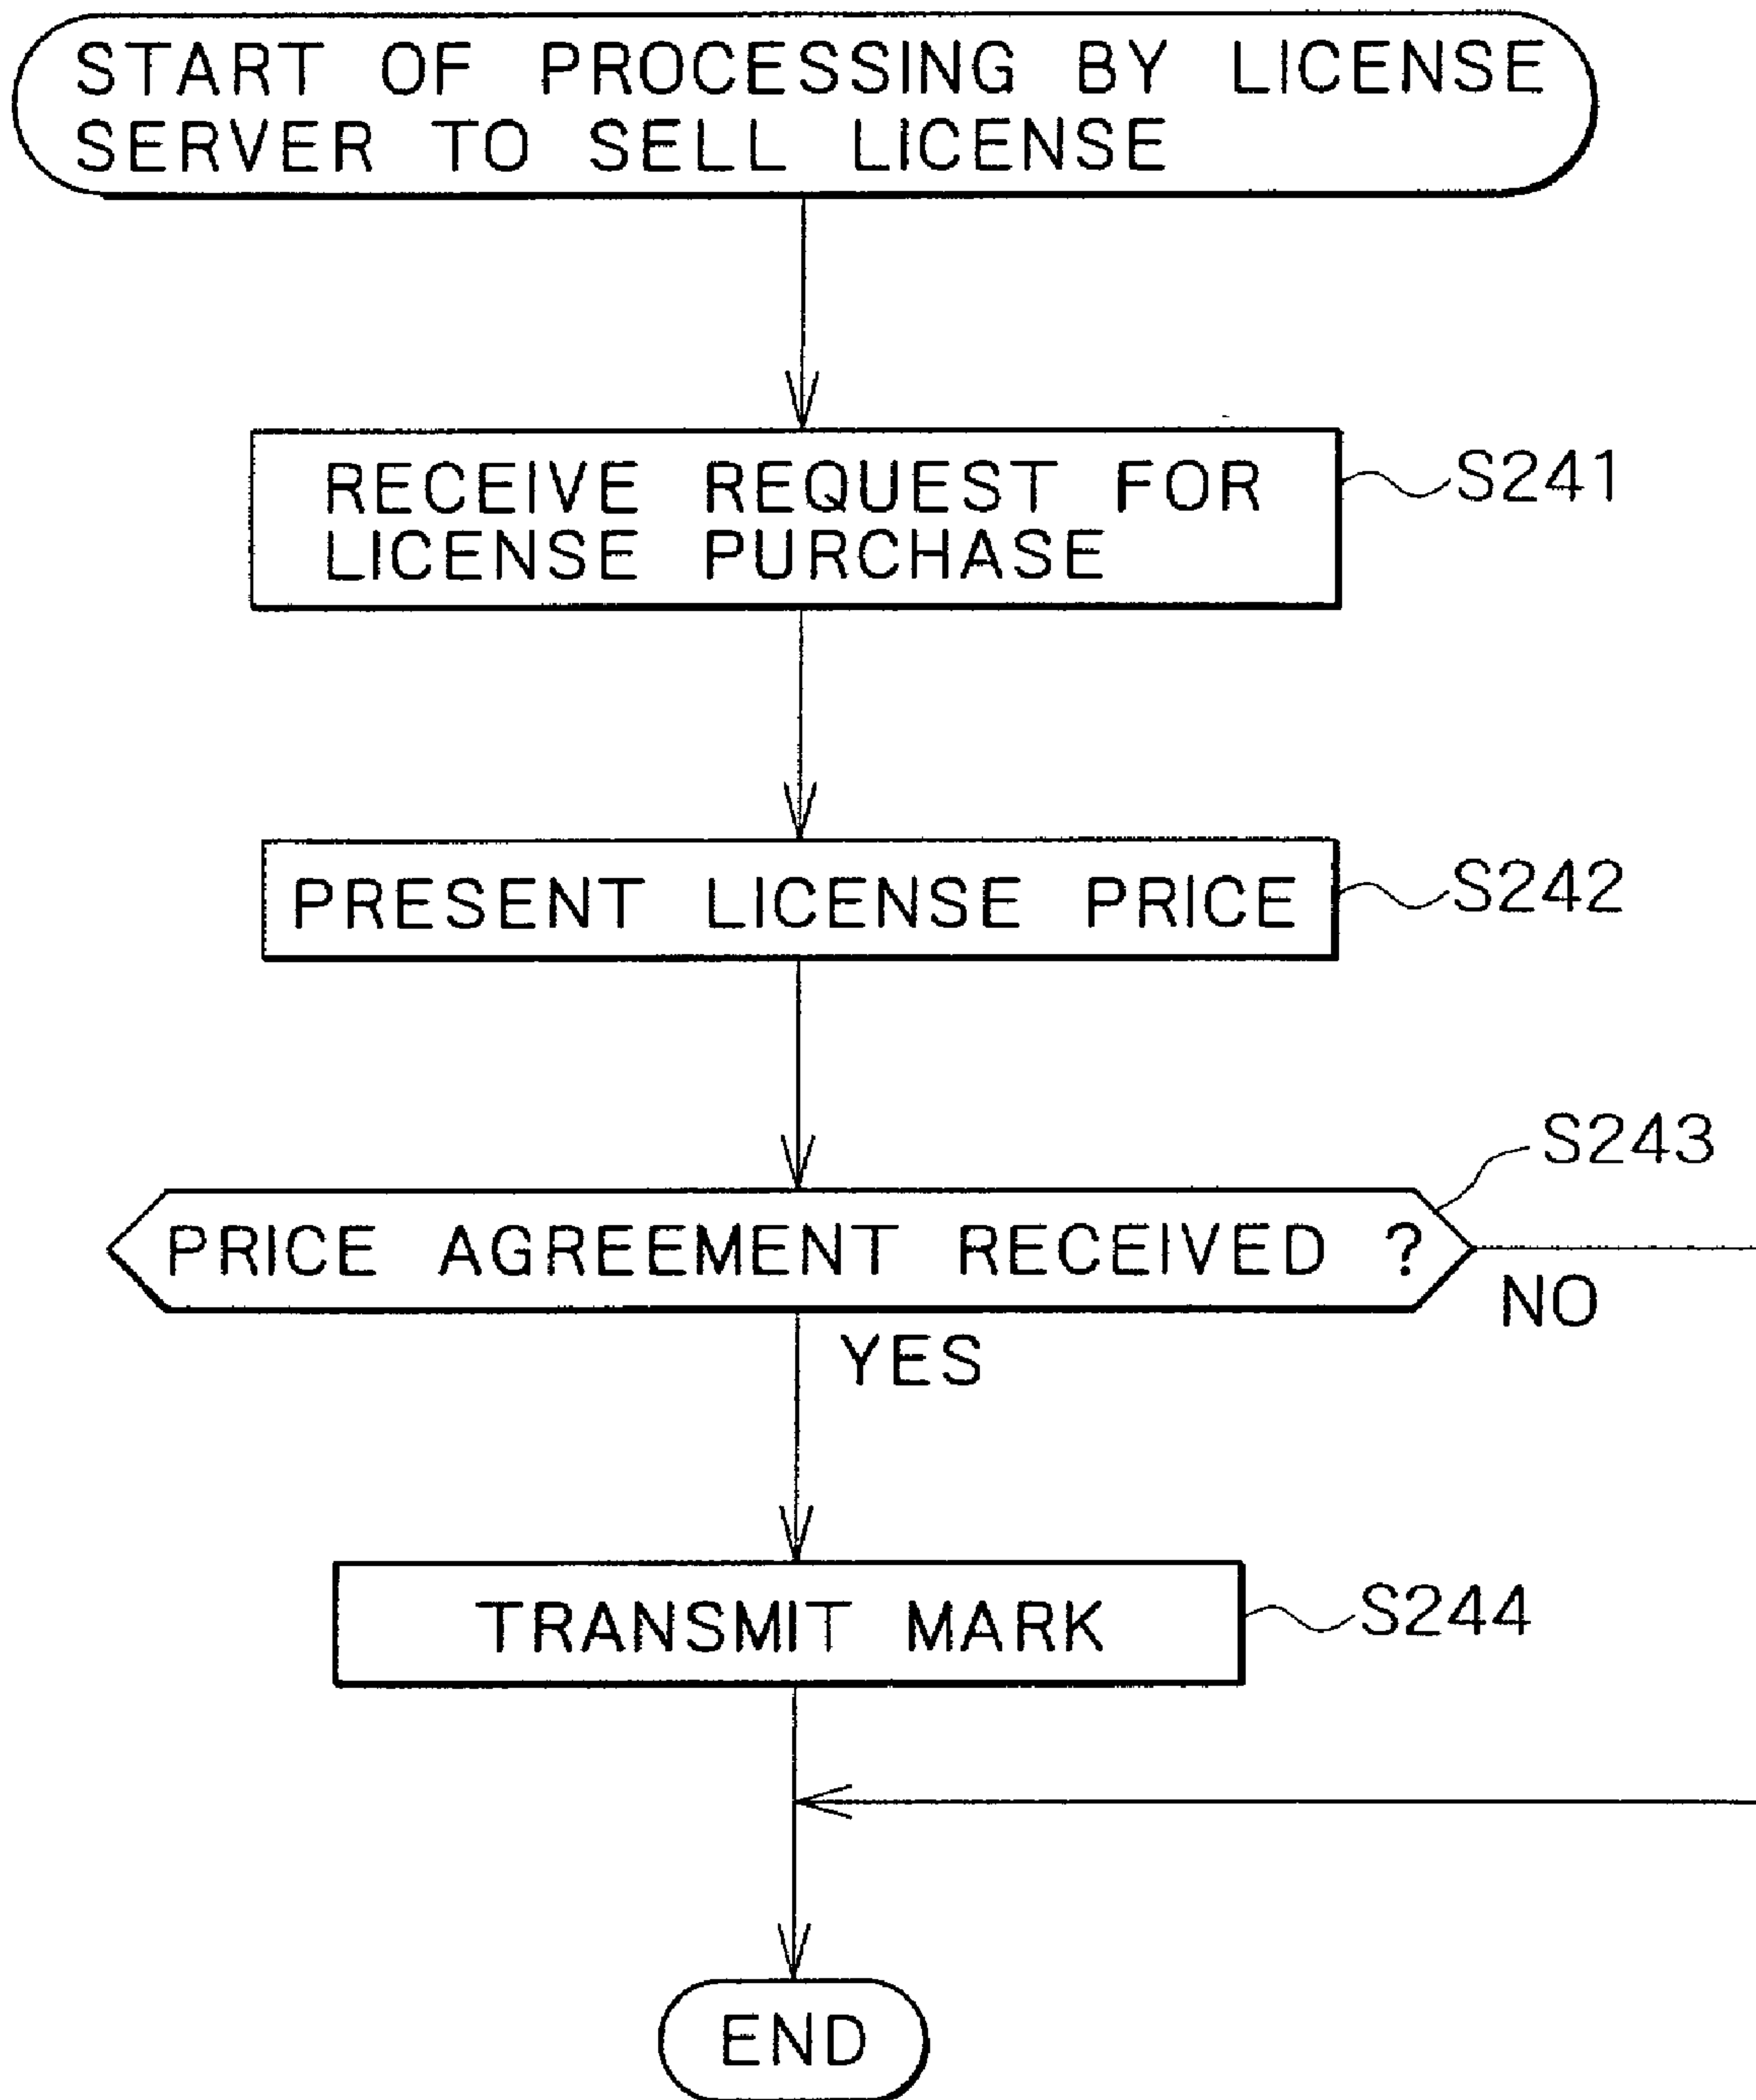 START OF PROCESSING BY LICENSE
SERVER TO SELL LICENSE
RECEIVE REQUEST FOR
LICENSE PURCHASE
S241
PRESENT LICENSE PRICE
S242
S243
PRICE AGREEMENT RECEIVED ?
NO
YES
TRANSMIT MARK
S244
END